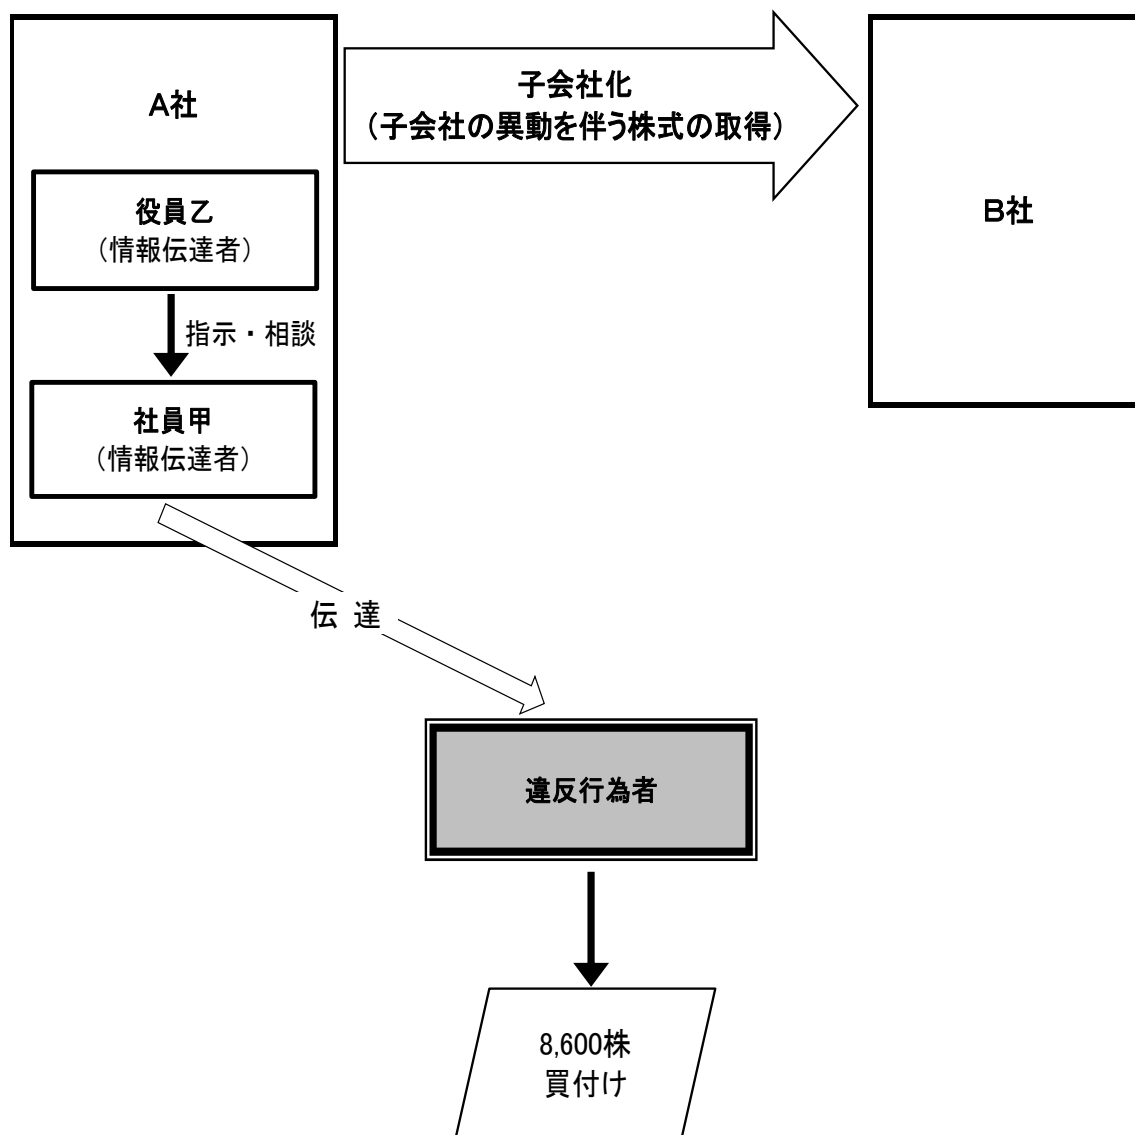 A社
子会社化
（子会社の異動を伴う株式の取得）
B社
役員乙
（情報伝達者）
指示・相談
社員甲
（情報伝達者）
伝 達
違反行為者
8,600株
買付け